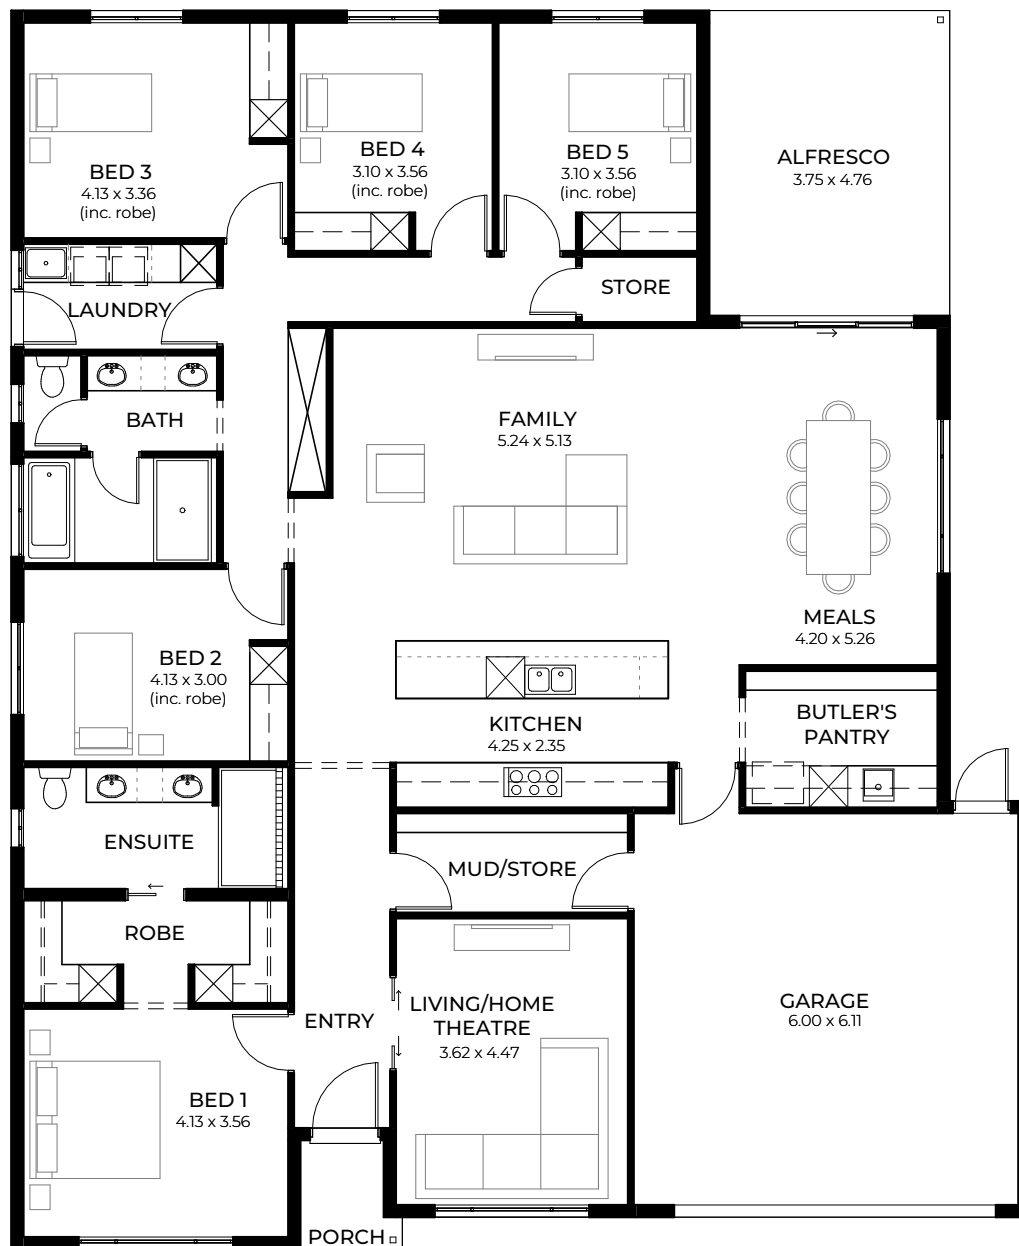 BED 3
4.13 x 3.36
(inc. robe)
BED 4
3.10 x 3.56
(inc. robe)
BED 5
3.10 x 3.56
(inc. robe)
ALFRESCO
3.75 x 4.76
STORE
LAUNDRY
BATH
FAMILY
5.24 x 5.13
MEALS
4.20 x 5.26
BED 2
4.13 x 3.00
(inc. robe)
KITCHEN
4.25 x 2.35
BUTLER'S
PANTRY
ENSUITE
MUD/STORE
ROBE
ENTRY
LIVING/HOME
THEATRE
3.62 x 4.47
GARAGE
6.00 x 6.11
BED 1
4.13 x 3.56
PORCH